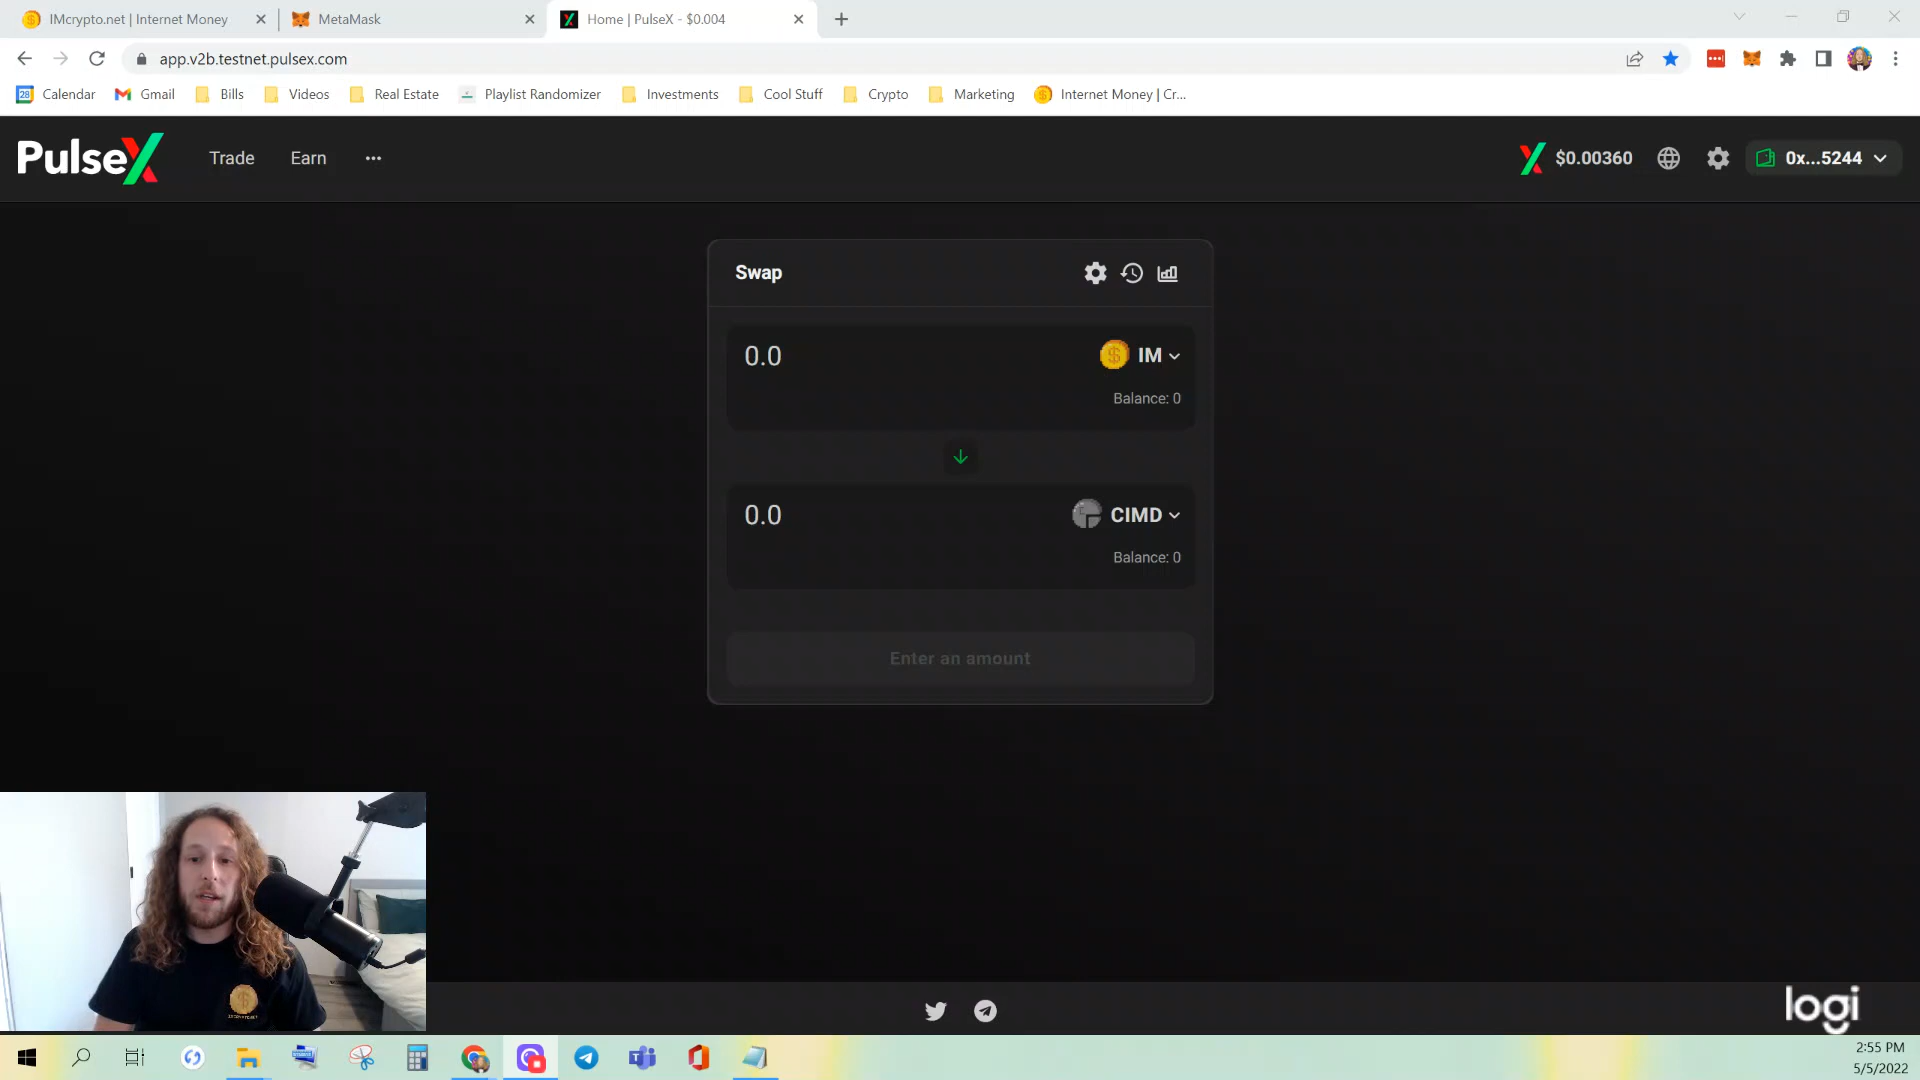 IMcrypto.net | Internet Money
MetaMask
Home | PulseX - $0.004
app.v2b.testnet.pulsex.com
28 Calendar
Gmail
Bills
Videos
Real Estate
Playlist Randomizer
Investments
Cool Stuff
Crypto
Marketing
Internet Money | Cr...
PulseX
Trade
Earn
$0.00360
0x...5244
Swap
0.0
IM
Balance: 0
0.0
CIMD
Balance: 0
Enter an amount
logi
2:55 PM
5/5/2022